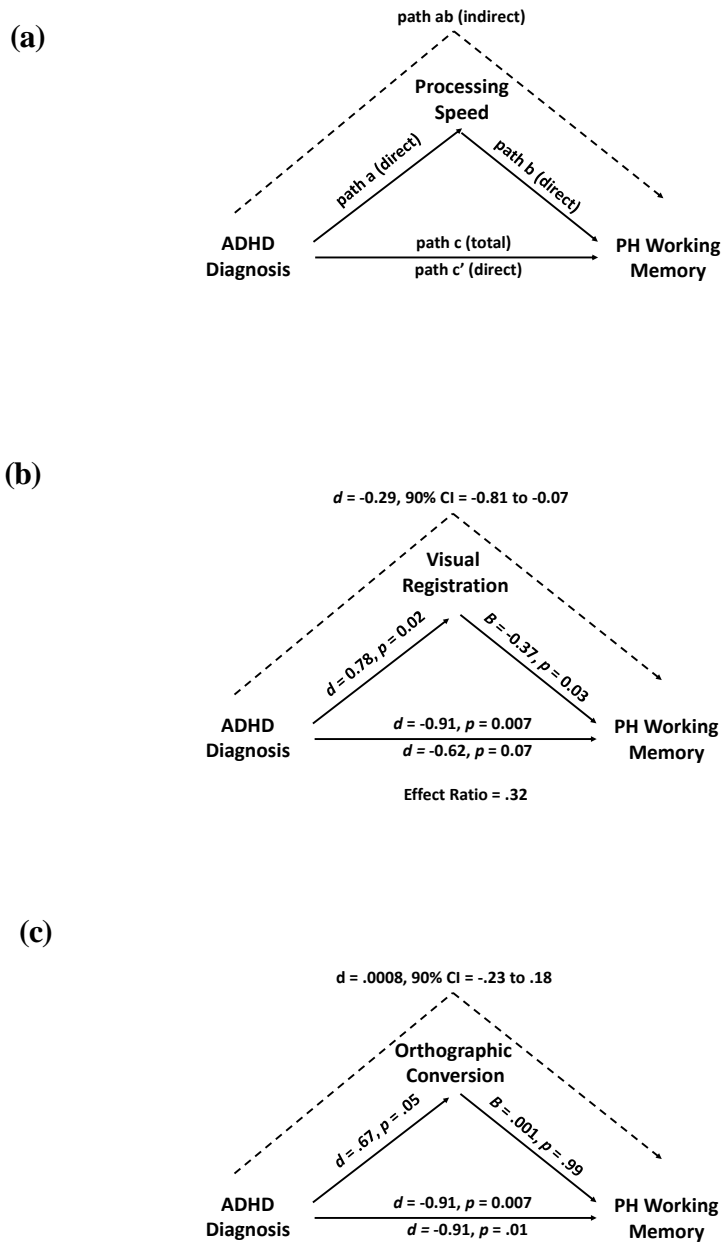 (a)
path ab (indirect)
Processing
Speed
path a (direct)
path b (direct)
ADHD
Diagnosis
path c (total)
path c’ (direct)
PH Working
Memory
(b)
d = -0.29, 90% CI = -0.81 to -0.07
Visual
Registration
d = 0.78, p = 0.02
B = -0.37, p = 0.03
ADHD
Diagnosis
d = -0.91, p = 0.007
d = -0.62, p = 0.07
PH Working
Memory
Effect Ratio = .32
(c)
d = .0008, 90% CI = -.23 to .18
Orthographic
Conversion
d = .67, p = .05
B = .001, p = .99
ADHD
Diagnosis
d = -0.91, p = 0.007
d = -0.91, p = .01
PH Working
Memory